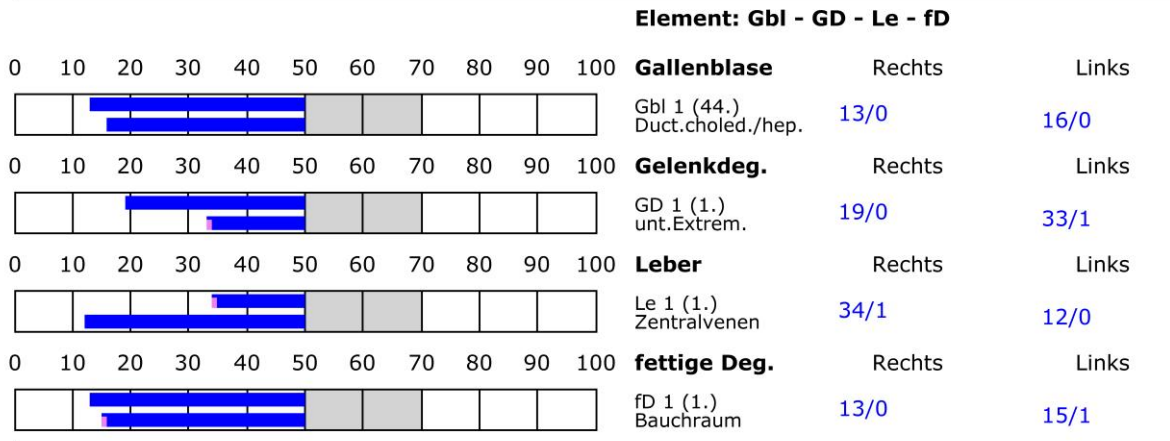 Element: Gbl - GD - Le - fD
0 10 20 30 40 50 60 70 80 90 100 Gallenblase Rechts Links
Gbl 1 (44.) 13/0 16/0
Duct.choled./hep.
0 10 20 30 40 50 60 70 80 90 100 Gelenkdeg. Rechts Links
GD 1 (1.) 19/0 33/1
unt.Extrem.
0 10 20 30 40 50 60 70 80 90 100 Leber Rechts Links
Le 1 (1.) 34/1 12/0
Zentralvenen
0 10 20 30 40 50 60 70 80 90 100 fettige Deg. Rechts Links
fD 1 (1.) 13/0 15/1
Bauchraum